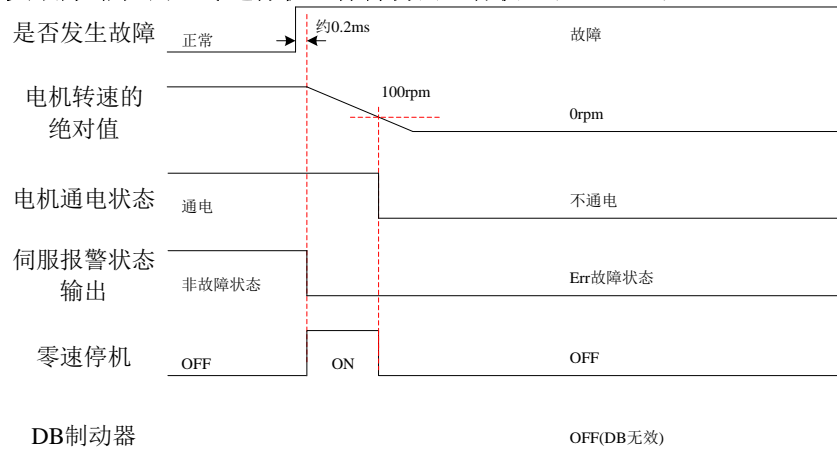 是否发生故障
正常
约0.2ms
故障
电机转速的
绝对值
100rpm
0rpm
电机通电状态
通电
不通电
伺服报警状态
输出
非故障状态
Err故障状态
零速停机
OFF
ON
OFF
DB制动器
OFF(DB无效)